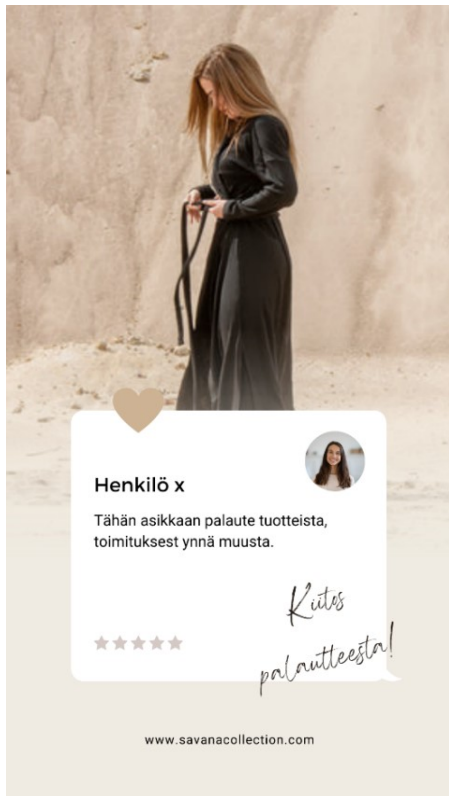 Henkilö x
Tähän asikkaan palaute tuotteista,
toimituksest ynnä muusta.
Kiitos
palautteesta!
www.savanacollection.com